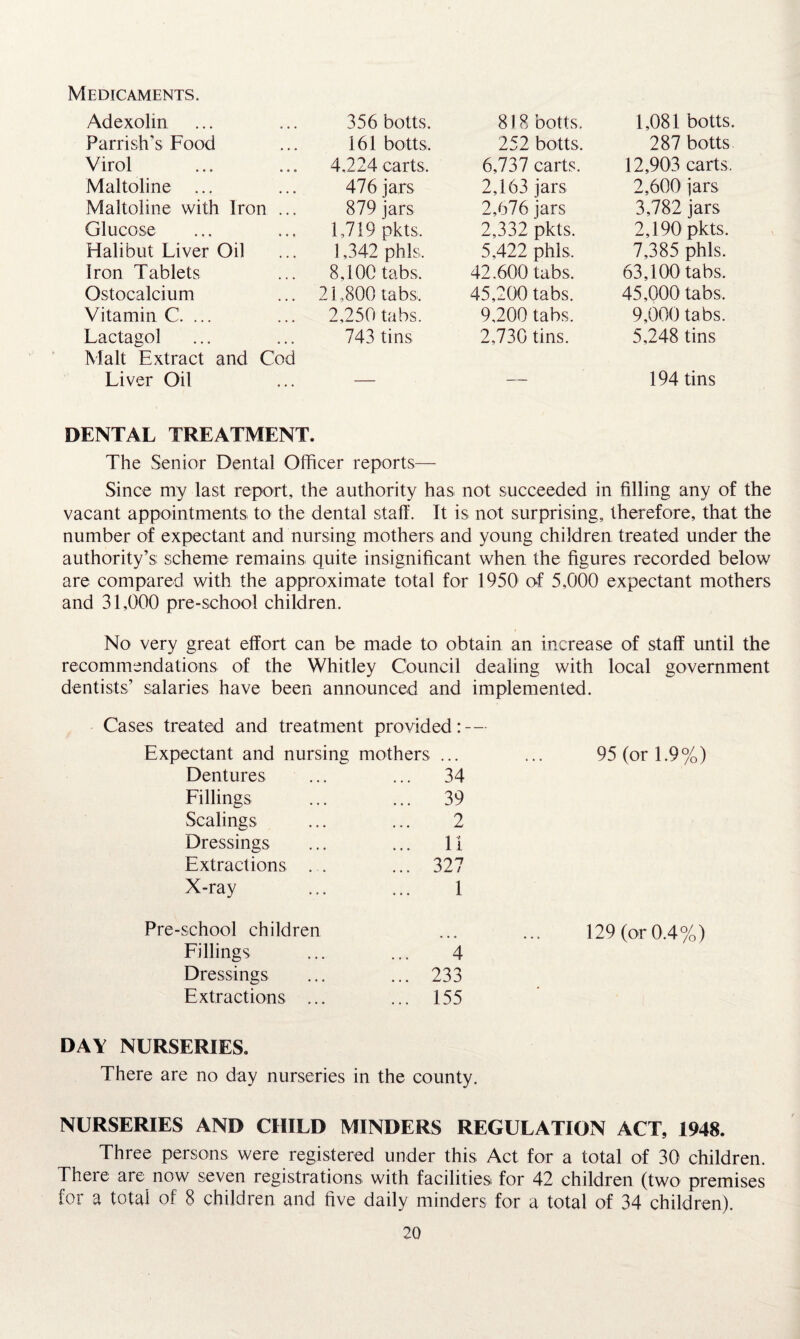 MEDICAMENTS.
Adexolin ... ... 356 botts. 818 botts. 1,081 botts.
Parrish's Food ... 161 botts. 252 botts. 287 botts
Virol ... ... 4,224 carts. 6,737 carts. 12,903 carts.
Maltoline ... ... 476 jars 2,163 jars 2,600 jars
Maltoline with Iron ... 879 jars 2,676 jars 3,782 jars
Glucose ... ... 1,719 pkts. 2,332 pkts. 2,190 pkts.
Halibut Liver Oil ... 1,342 phls. 5,422 phls. 7,385 phls.
Iron Tablets ... 8,100 tabs. 42.600 tabs. 63,100 tabs.
Ostocalcium ... 21,800 tabs. 45,200 tabs. 45,000 tabs.
Vitamin C. ... ... 2,250 tabs. 9,200 tabs. 9,000 tabs.
Lactagol ... ... 743 tins 2,730 tins. 5,248 tins
Malt Extract and Cod
Liver Oil ... — — 194 tins
DENTAL TREATMENT.
The Senior Dental Officer reports—
Since my last report, the authority has not succeeded in filling any of the
vacant appointments to the dental staff. It is not surprising, therefore, that the
number of expectant and nursing mothers and young children treated under the
authority's scheme remains quite insignificant when the figures recorded below
are compared with the approximate total for 1950 of 5,000 expectant mothers
and 31,000 pre-school children.
No very great effort can be made to obtain an increase of staff until the
recommendations of the Whitley Council dealing with local government
dentists' salaries have been announced and implemented.
Cases treated and treatment provided:—
Expectant and nursing mothers ... ... 95 (or 1.9%)
Dentures ... ... 34
Fillings ... ... 39
Scalings ... ... 2
Dressings ... ... 11
Extractions ... ... 327
X-ray ... ... 1
Pre-school children ... ... 129 (or 0.4%)
Fillings ... ... 4
Dressings ... ... 233
Extractions ... ... 155
DAY NURSERIES.
There are no day nurseries in the county.
NURSERIES AND CHILD MINDERS REGULATION ACT, 1948.
Three persons were registered under this Act for a total of 30 children.
There are now seven registrations with facilities for 42 children (two premises
for a total of 8 children and five daily minders for a total of 34 children).
20